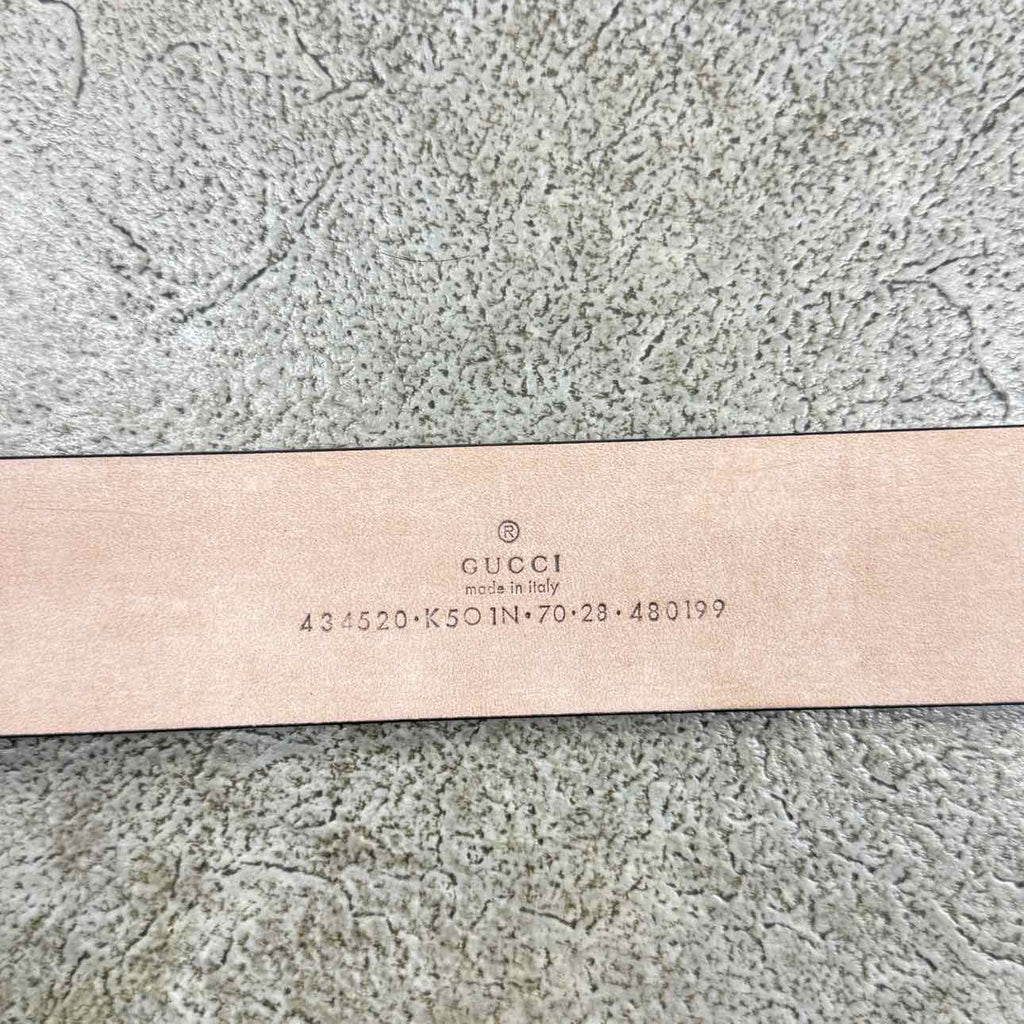 ®
GUCCI
made in italy
434520·K5O1N·70·28·480199